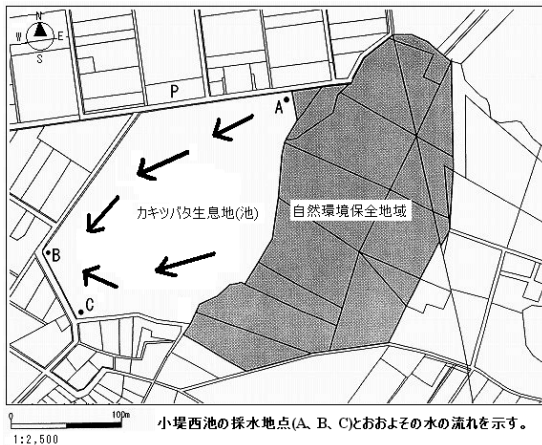 N
W E
S
P
A
カキツバタ生息地(池)
自然環境保全地域
B
C
0 100m
1:2,500
小堤西池の採水地点(A、B、C)とおおよその水の流れを示す。